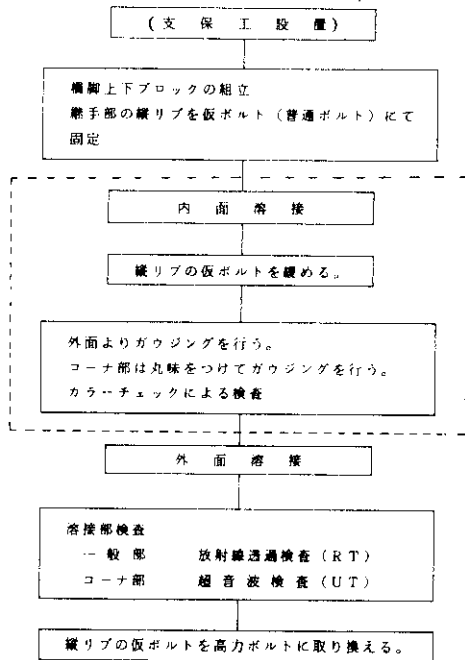 (支保工設置)
橋脚上下ブロックの組立
継手部の縦リブを仮ボルト(普通ボルト)にて
固定
内面溶接
縦リブの仮ボルトを緩める。
外面よりガウジングを行う。
コーナ部は丸味をつけてガウジングを行う。
カラーチェックによる検査
外面溶接
溶接部検査
一般部 放射線透過検査(RT)
コーナ部 超音波検査(UT)
縦リブの仮ボルトを高力ボルトに取り換える。